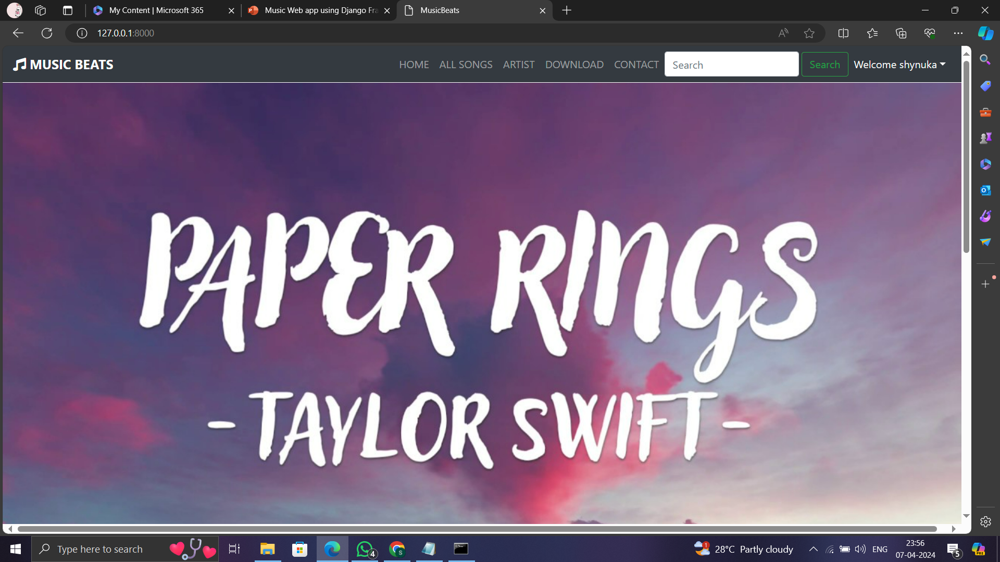 My Content | Microsoft 365
Music Web app using Django Fra
MusicBeats
127.0.0.1:8000
MUSIC BEATS
HOME ALL SONGS ARTIST DOWNLOAD CONTACT Search Search Welcome shynuka
PAPER RINGS
-TAYLOR SWIFT-
Type here to search
4
S
1
28°C Partly cloudy
ENG
23:56
07-04-2024
5
PRE